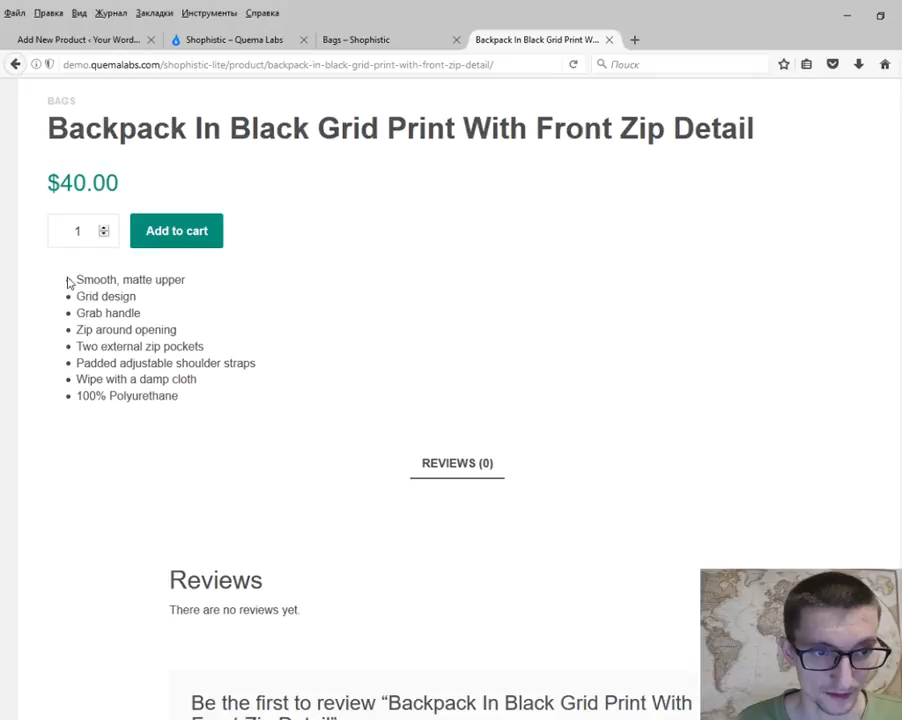 Файл Правка Вид Журнал Закладки Инструменты Справка
Add New Product ‹ Your Word... Shophistic – Quema Labs Bags – Shophistic Backpack In Black Grid Print W...
demo.quemalabs.com/shophistic-lite/product/backpack-in-black-grid-print-with-front-zip-detail/ Поиск
BAGS
Backpack In Black Grid Print With Front Zip Detail
$40.00
1 Add to cart
Smooth, matte upper
Grid design
Grab handle
Zip around opening
Two external zip pockets
Padded adjustable shoulder straps
Wipe with a damp cloth
100% Polyurethane
REVIEWS (0)
Reviews
There are no reviews yet.
Be the first to review “Backpack In Black Grid Print With
Front Zip Detail”